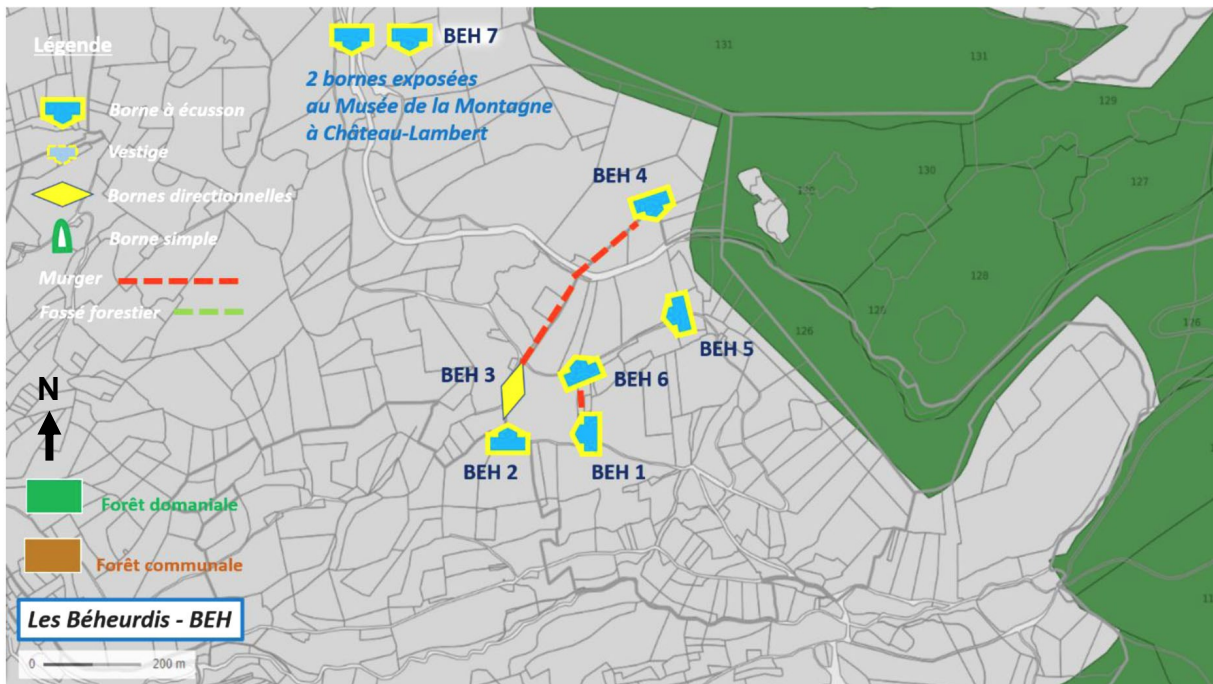 Légende
BEH 7
2 bornes exposées
au Musée de la Montagne
à Château-Lambert
Borne à écusson
Vestige
Bornes directionnelles
Borne simple
Murger
Fossé forestier
BEH 4
BEH 5
BEH 3
BEH 6
BEH 2
BEH 1
N
Forêt domaniale
Forêt communale
Les Béheurdis - BEH
0 200 m
131
131
129
130
127
128
126